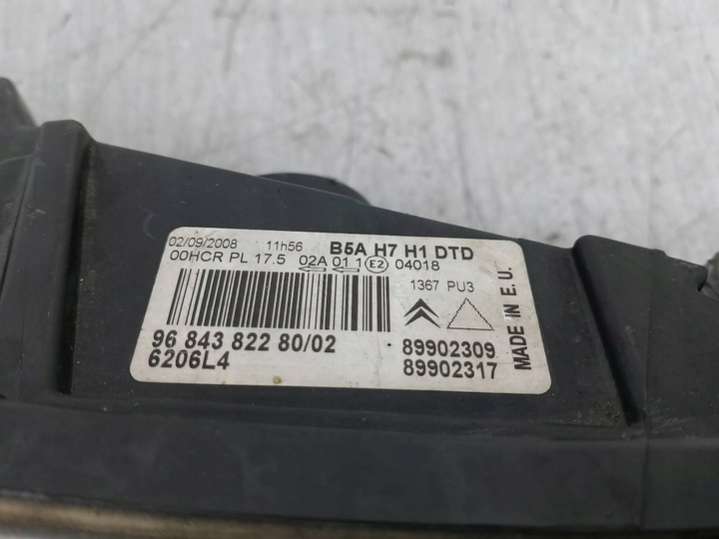 02/09/2008 11h56 B5A H7 H1 DTD
00HCR PL 17.5 02A 01 1 E2 04018
1367 PU3
96 843 822 80/02 89902309
6206L4 89902317
MADE IN E.U.